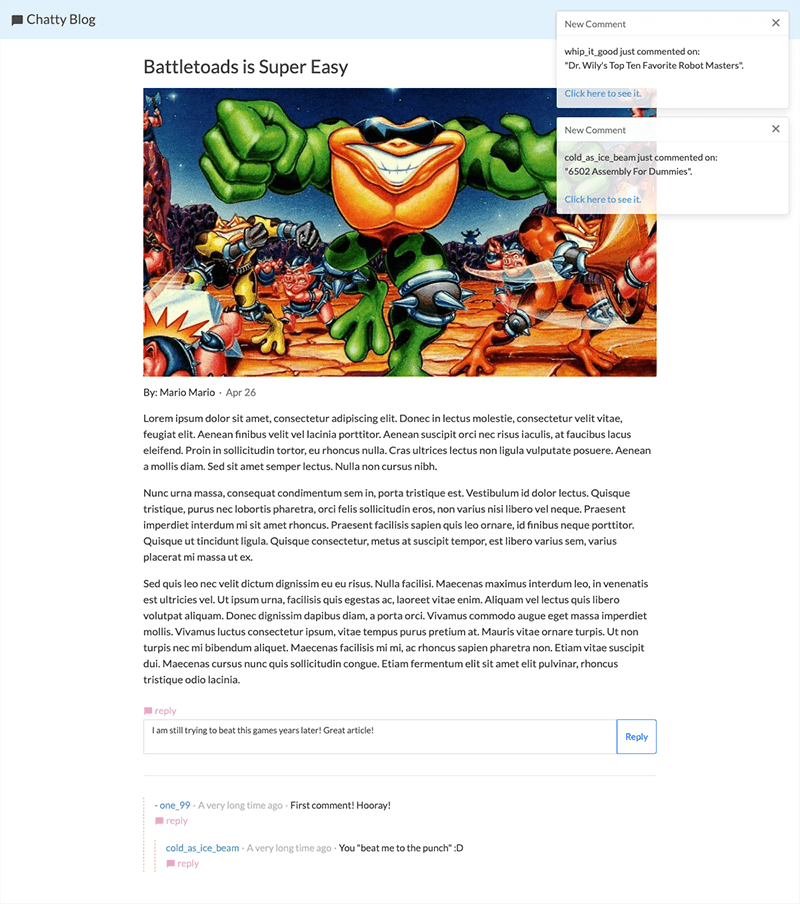 Chatty Blog
New Comment
×
whip_it_good just commented on:
"Dr. Wily's Top Ten Favorite Robot Masters".
Click here to see it.
New Comment
×
cold_as_ice_beam just commented on:
"6502 Assembly For Dummies".
Click here to see it.
Battletoads is Super Easy
By: Mario Mario · Apr 26
Lorem ipsum dolor sit amet, consectetur adipiscing elit. Donec in lectus molestie, consectetur velit vitae,
feugiat elit. Aenean finibus velit vel lacinia porttitor. Aenean suscipit orci nec risus iaculis, at faucibus lacus
eleifend. Proin in sollicitudin tortor, eu rhoncus nulla. Cras ultrices lectus non ligula vulputate posuere. Aenean
a mollis diam. Sed sit amet semper lectus. Nulla non cursus nibh.
Nunc urna massa, consequat condimentum sem in, porta tristique est. Vestibulum id dolor lectus. Quisque
tristique, purus nec lobortis pharetra, orci felis sollicitudin eros, non varius nisi libero vel neque. Praesent
imperdiet interdum mi sit amet rhoncus. Praesent facilisis sapien quis leo ornare, id finibus neque porttitor.
Quisque ut tincidunt ligula. Quisque consectetur, metus at suscipit tempor, est libero varius sem, varius
placerat mi massa ut ex.
Sed quis leo nec velit dictum dignissim eu eu risus. Nulla facilisi. Maecenas maximus interdum leo, in venenatis
est ultricies vel. Ut ipsum urna, facilisis quis egestas ac, laoreet vitae enim. Aliquam vel lectus quis libero
volutpat aliquam. Donec dignissim dapibus diam, a porta orci. Vivamus commodo augue eget massa imperdiet
mollis. Vivamus luctus consectetur ipsum, vitae tempus purus pretium at. Mauris vitae ornare turpis. Ut non
turpis nec mi bibendum aliquet. Maecenas facilisis mi mi, ac rhoncus sapien pharetra non. Etiam vitae suscipit
dui. Maecenas cursus nunc quis sollicitudin congue. Etiam fermentum elit sit amet elit pulvinar, rhoncus
tristique odio lacinia.
reply
I am still trying to beat this games years later! Great article!
Reply
- one_99 - A very long time ago - First comment! Hooray!
reply
cold_as_ice_beam - A very long time ago - You "beat me to the punch" :D
reply